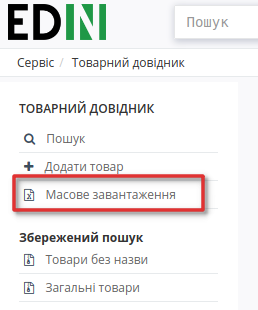 EDIN
Пошук
Сервіс / Товарний довідник
ТОВАРНИЙ ДОВІДНИК
Пошук
Додати товар
Масове завантаження
Збережений пошук
Товари без назви
Загальні товари